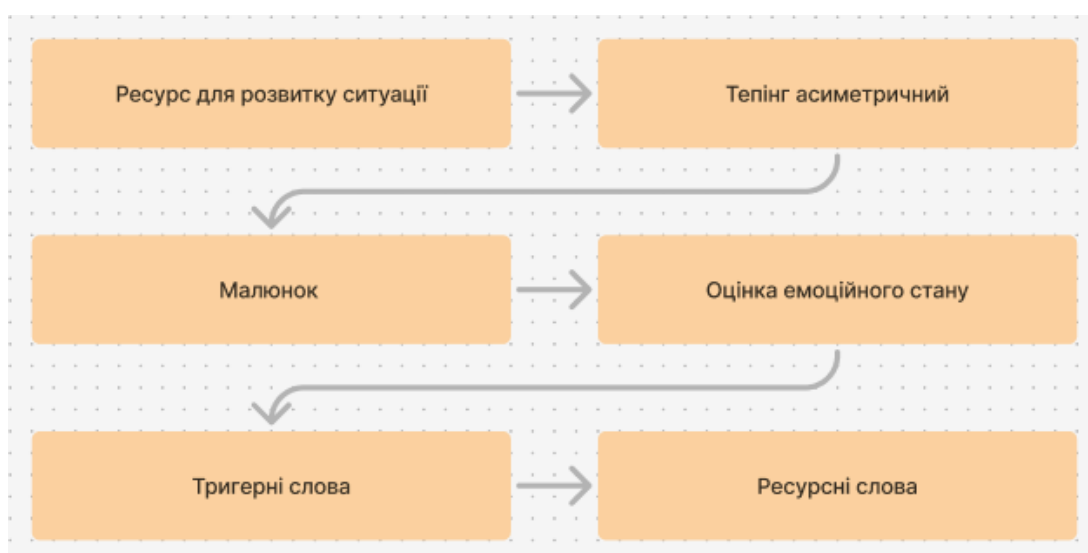 Ресурс для розвитку ситуації
Тепінг асиметричний
Малюнок
Оцінка емоційного стану
Тригерні слова
Ресурсні слова